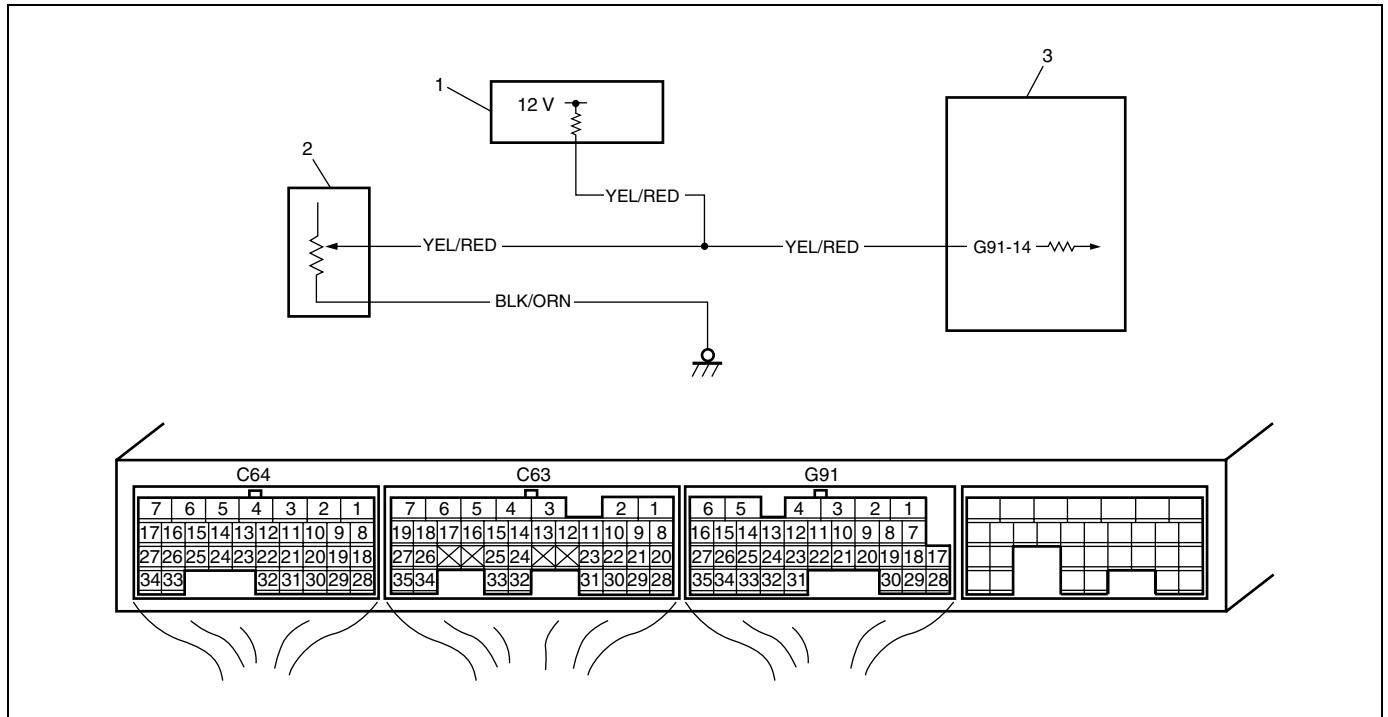 3
1
12 V
2
YEL/RED
YEL/RED
YEL/RED
G91-14
BLK/ORN
C64 C63 G91
7 6 5 4 3 2 1
17 16 15 14 13 12 11 10 9 8
27 26 25 24 23 22 21 20 19 18
34 33 32 31 30 29 28
7 6 5 4 3 2 1
19 18 17 16 15 14 13 12 11 10 9 8
27 26 25 24 23 22 21 20
35 34 33 32 31 30 29 28
6 5 4 3 2 1
16 15 14 13 12 11 10 9 8 7
27 26 25 24 23 22 21 20 19 18 17
35 34 33 32 31 30 29 28